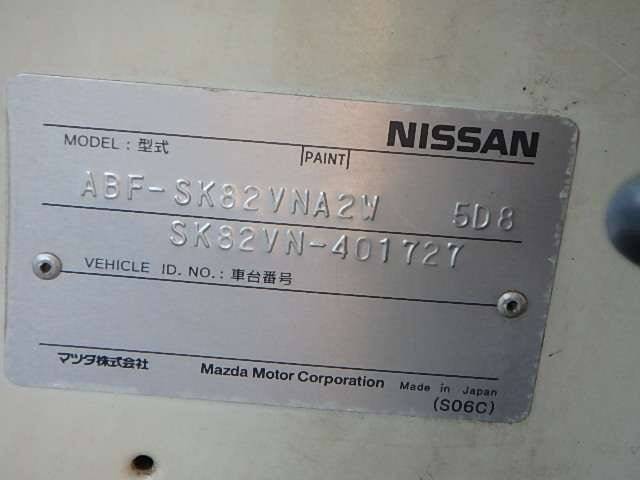 NISSAN
MODEL : 型式
PAINT
ABF-SK82VNA2W 5D8
SK82VN-401727
VEHICLE ID. NO. : 車台番号
マツダ株式会社 Mazda Motor Corporation Made in Japan
(S06C)